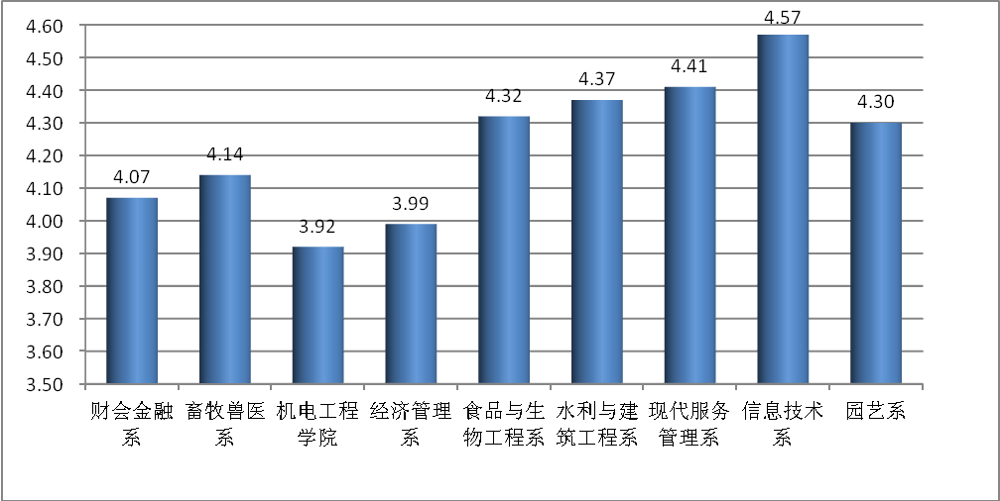 4.60
4.50
4.40
4.30
4.20
4.10
4.00
3.90
3.80
3.70
3.60
3.50
4.07
4.14
3.92
3.99
4.32
4.37
4.41
4.57
4.30
财会金融
系
畜牧兽医
系
机电工程
学院
经济管理
系
食品与生
物工程系
水利与建
筑工程系
现代服务
管理系
信息技术
系
园艺系